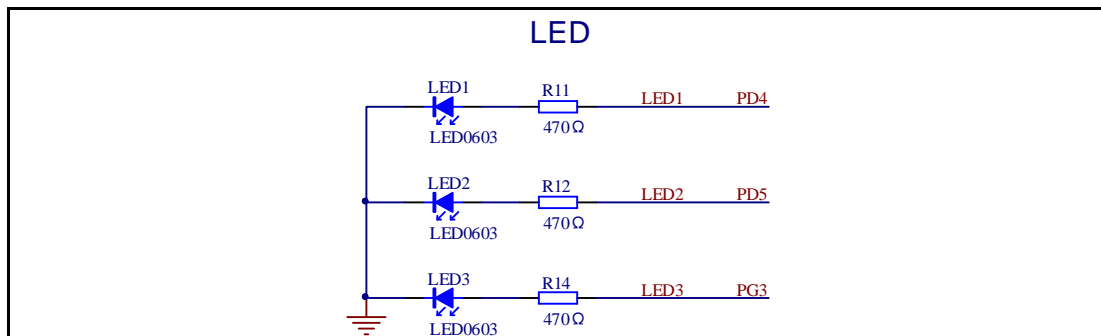 LED
LED1
R11
LED1
PD4
LED0603
470Ω
LED2
R12
LED2
PD5
LED0603
470Ω
LED3
R14
LED3
PG3
LED0603
470Ω